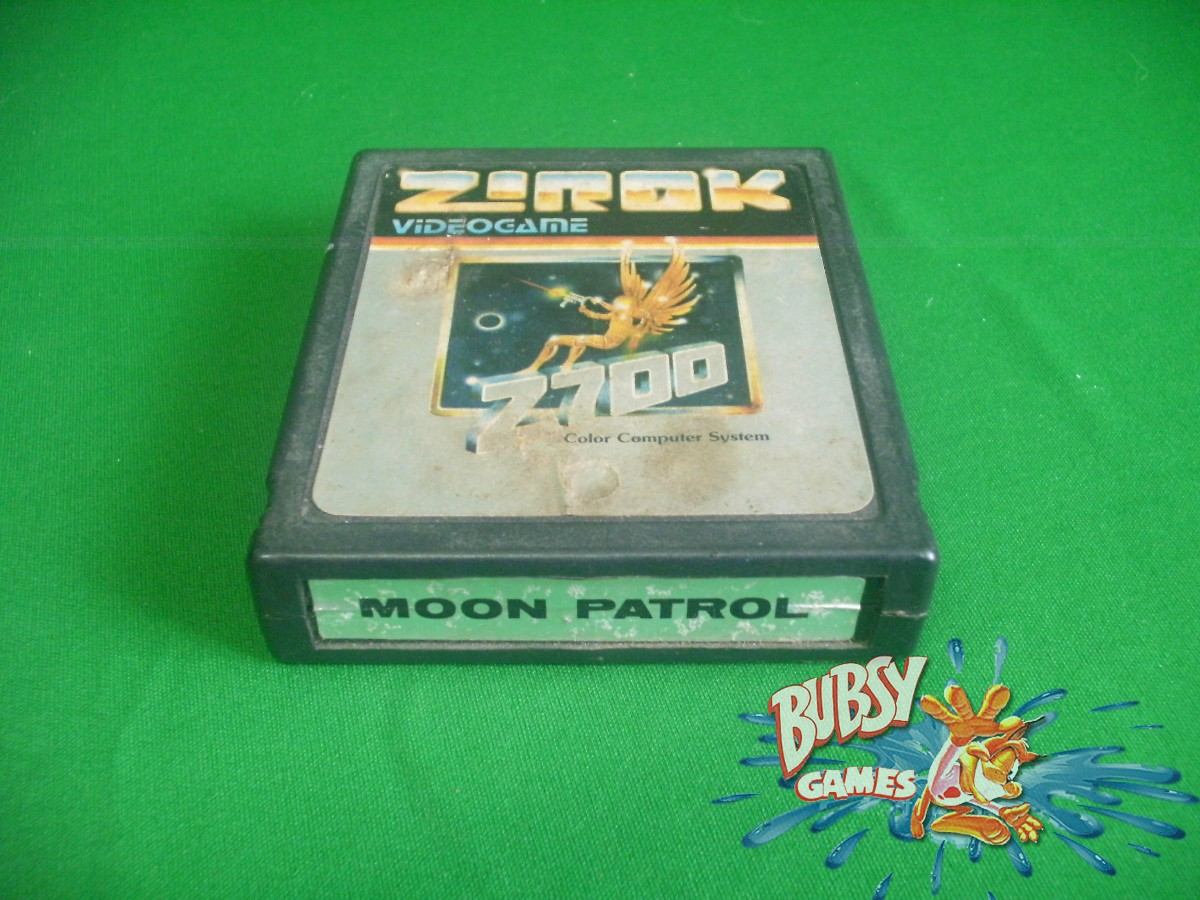 ZIROK
VIDEOGAME
7700
Color Computer System
MOON PATROL
BUBSY
GAMES